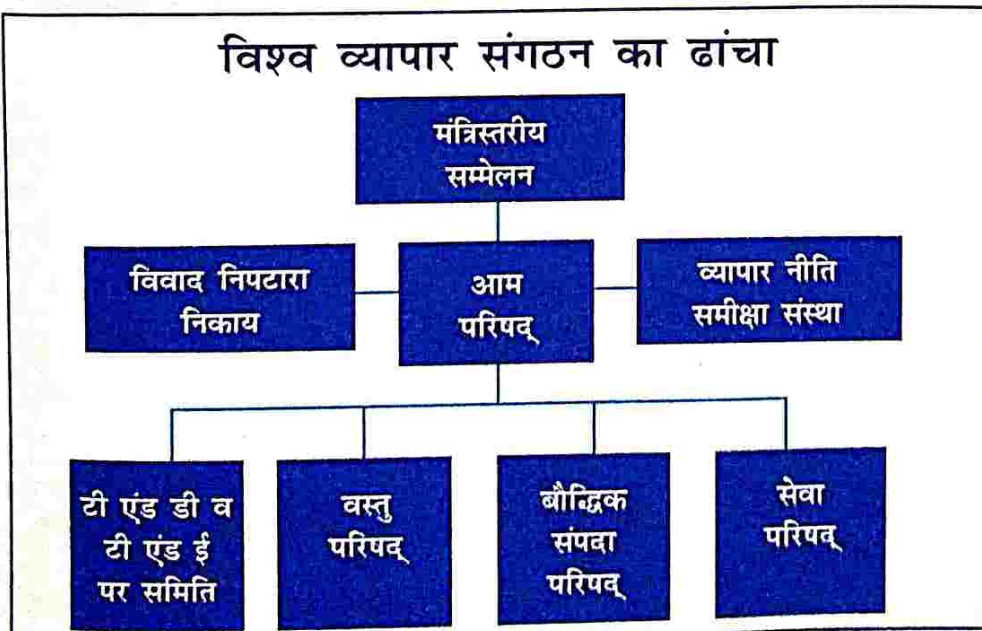 विश्व व्यापार संगठन का ढांचा
मंत्रिस्तरीय
सम्मेलन
विवाद निपटारा
निकाय
आम
परिषद्
व्यापार नीति
समीक्षा संस्था
टी एंड डी व
टी एंड ई
पर समिति
वस्तु
परिषद्
बौद्धिक
संपदा
परिषद्
सेवा
परिषद्